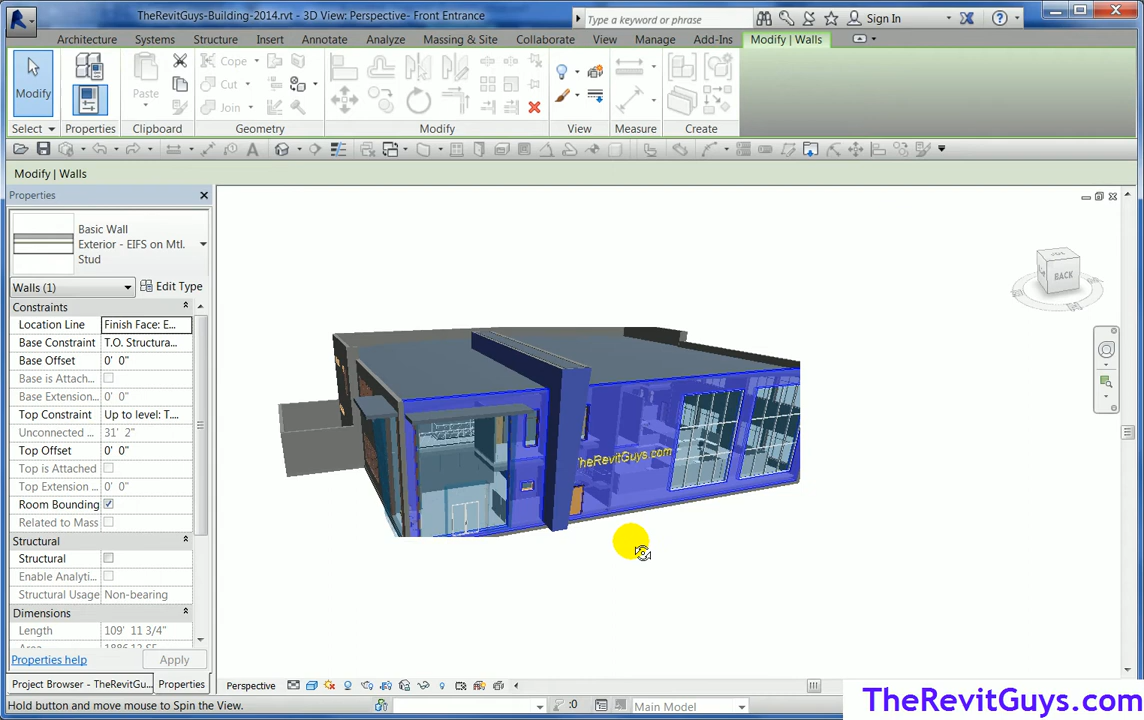 TheRevitGuys-Building-2014.rvt - 3D View: Perspective- Front Entrance
Type a keyword or phrase
Sign In
Architecture Systems Structure Insert Annotate Analyze Massing & Site Collaborate View Manage Add-Ins Modify | Walls
Modify
Paste
Cope
Cut
Join
Select Properties Clipboard Geometry Modify View Measure Create
Modify | Walls
Properties
Basic Wall
Exterior - EIFS on Mtl.
Stud
Walls (1) Edit Type
Constraints
Location Line Finish Face: E...
Base Constraint T.O. Structura...
Base Offset 0' 0"
Base is Attach...
Base Extension...
Top Constraint Up to level: T....
Unconnected ... 31' 2"
Top Offset 0' 0"
Top is Attached
Top Extension ...
Room Bounding
Related to Mass
Structural
Structural
Enable Analyti...
Structural Usage Non-bearing
Dimensions
Length 109' 11 3/4"
Properties help Apply
Project Browser - TheRevitGu... Properties
BACK
TheRevitGuys.com
Perspective
Hold button and move mouse to Spin the View.
:0 Main Model
TheRevitGuys.com